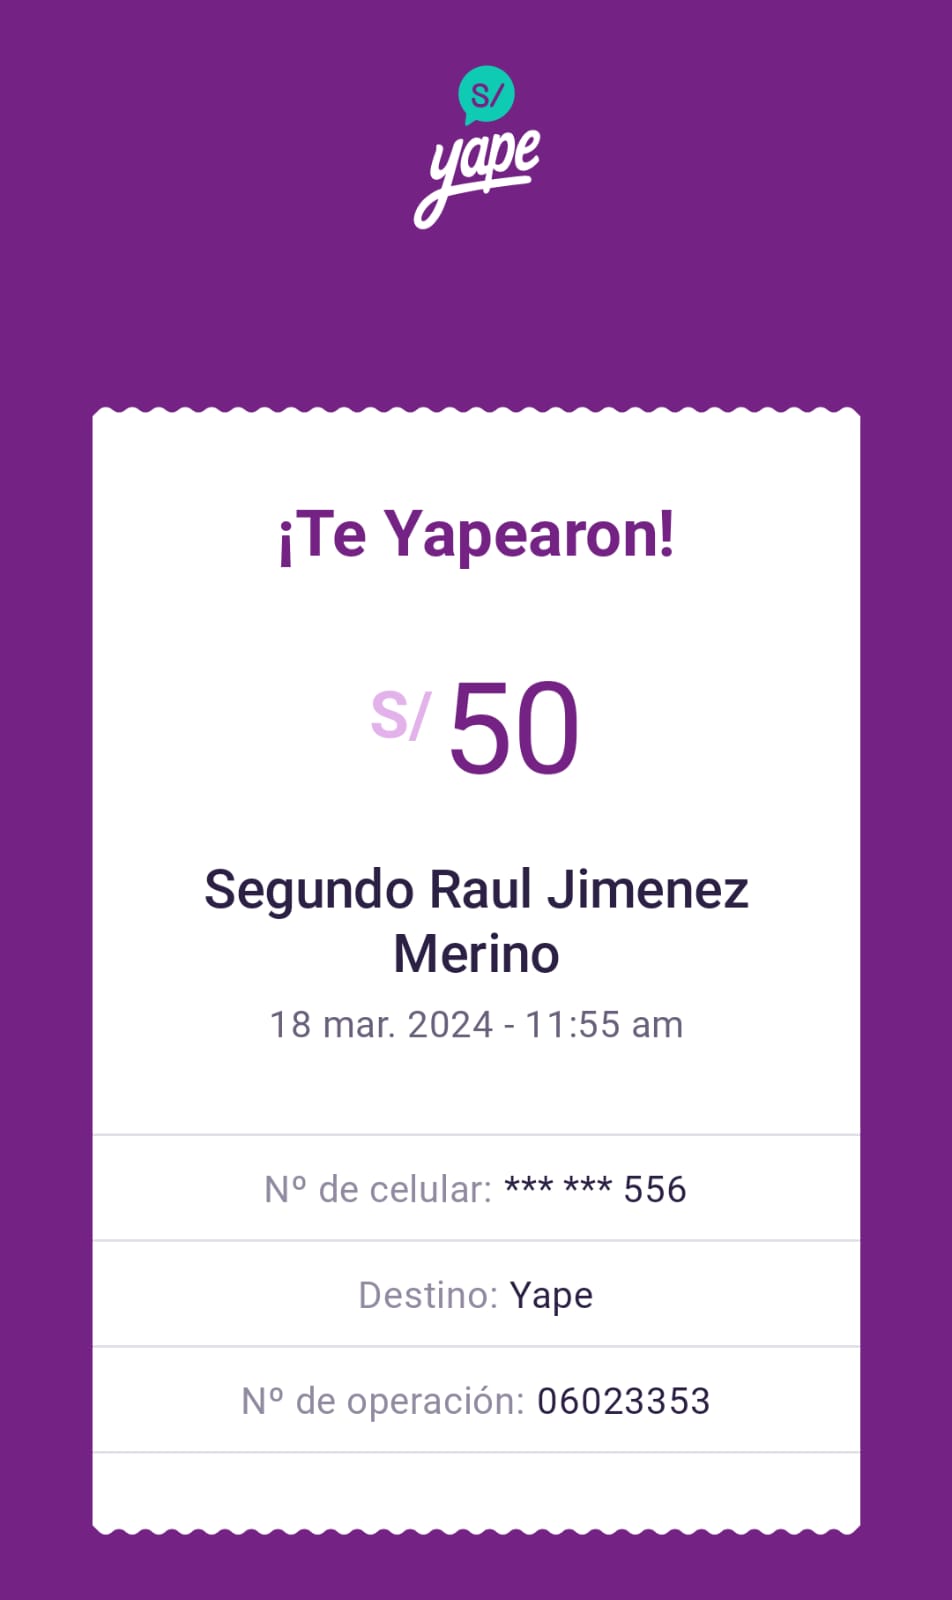 S/
yape
¡Te Yapearon!
S/ 50
Segundo Raul Jimenez
Merino
18 mar. 2024 - 11:55 am
Nº de celular: *** *** 556
Destino: Yape
Nº de operación: 06023353